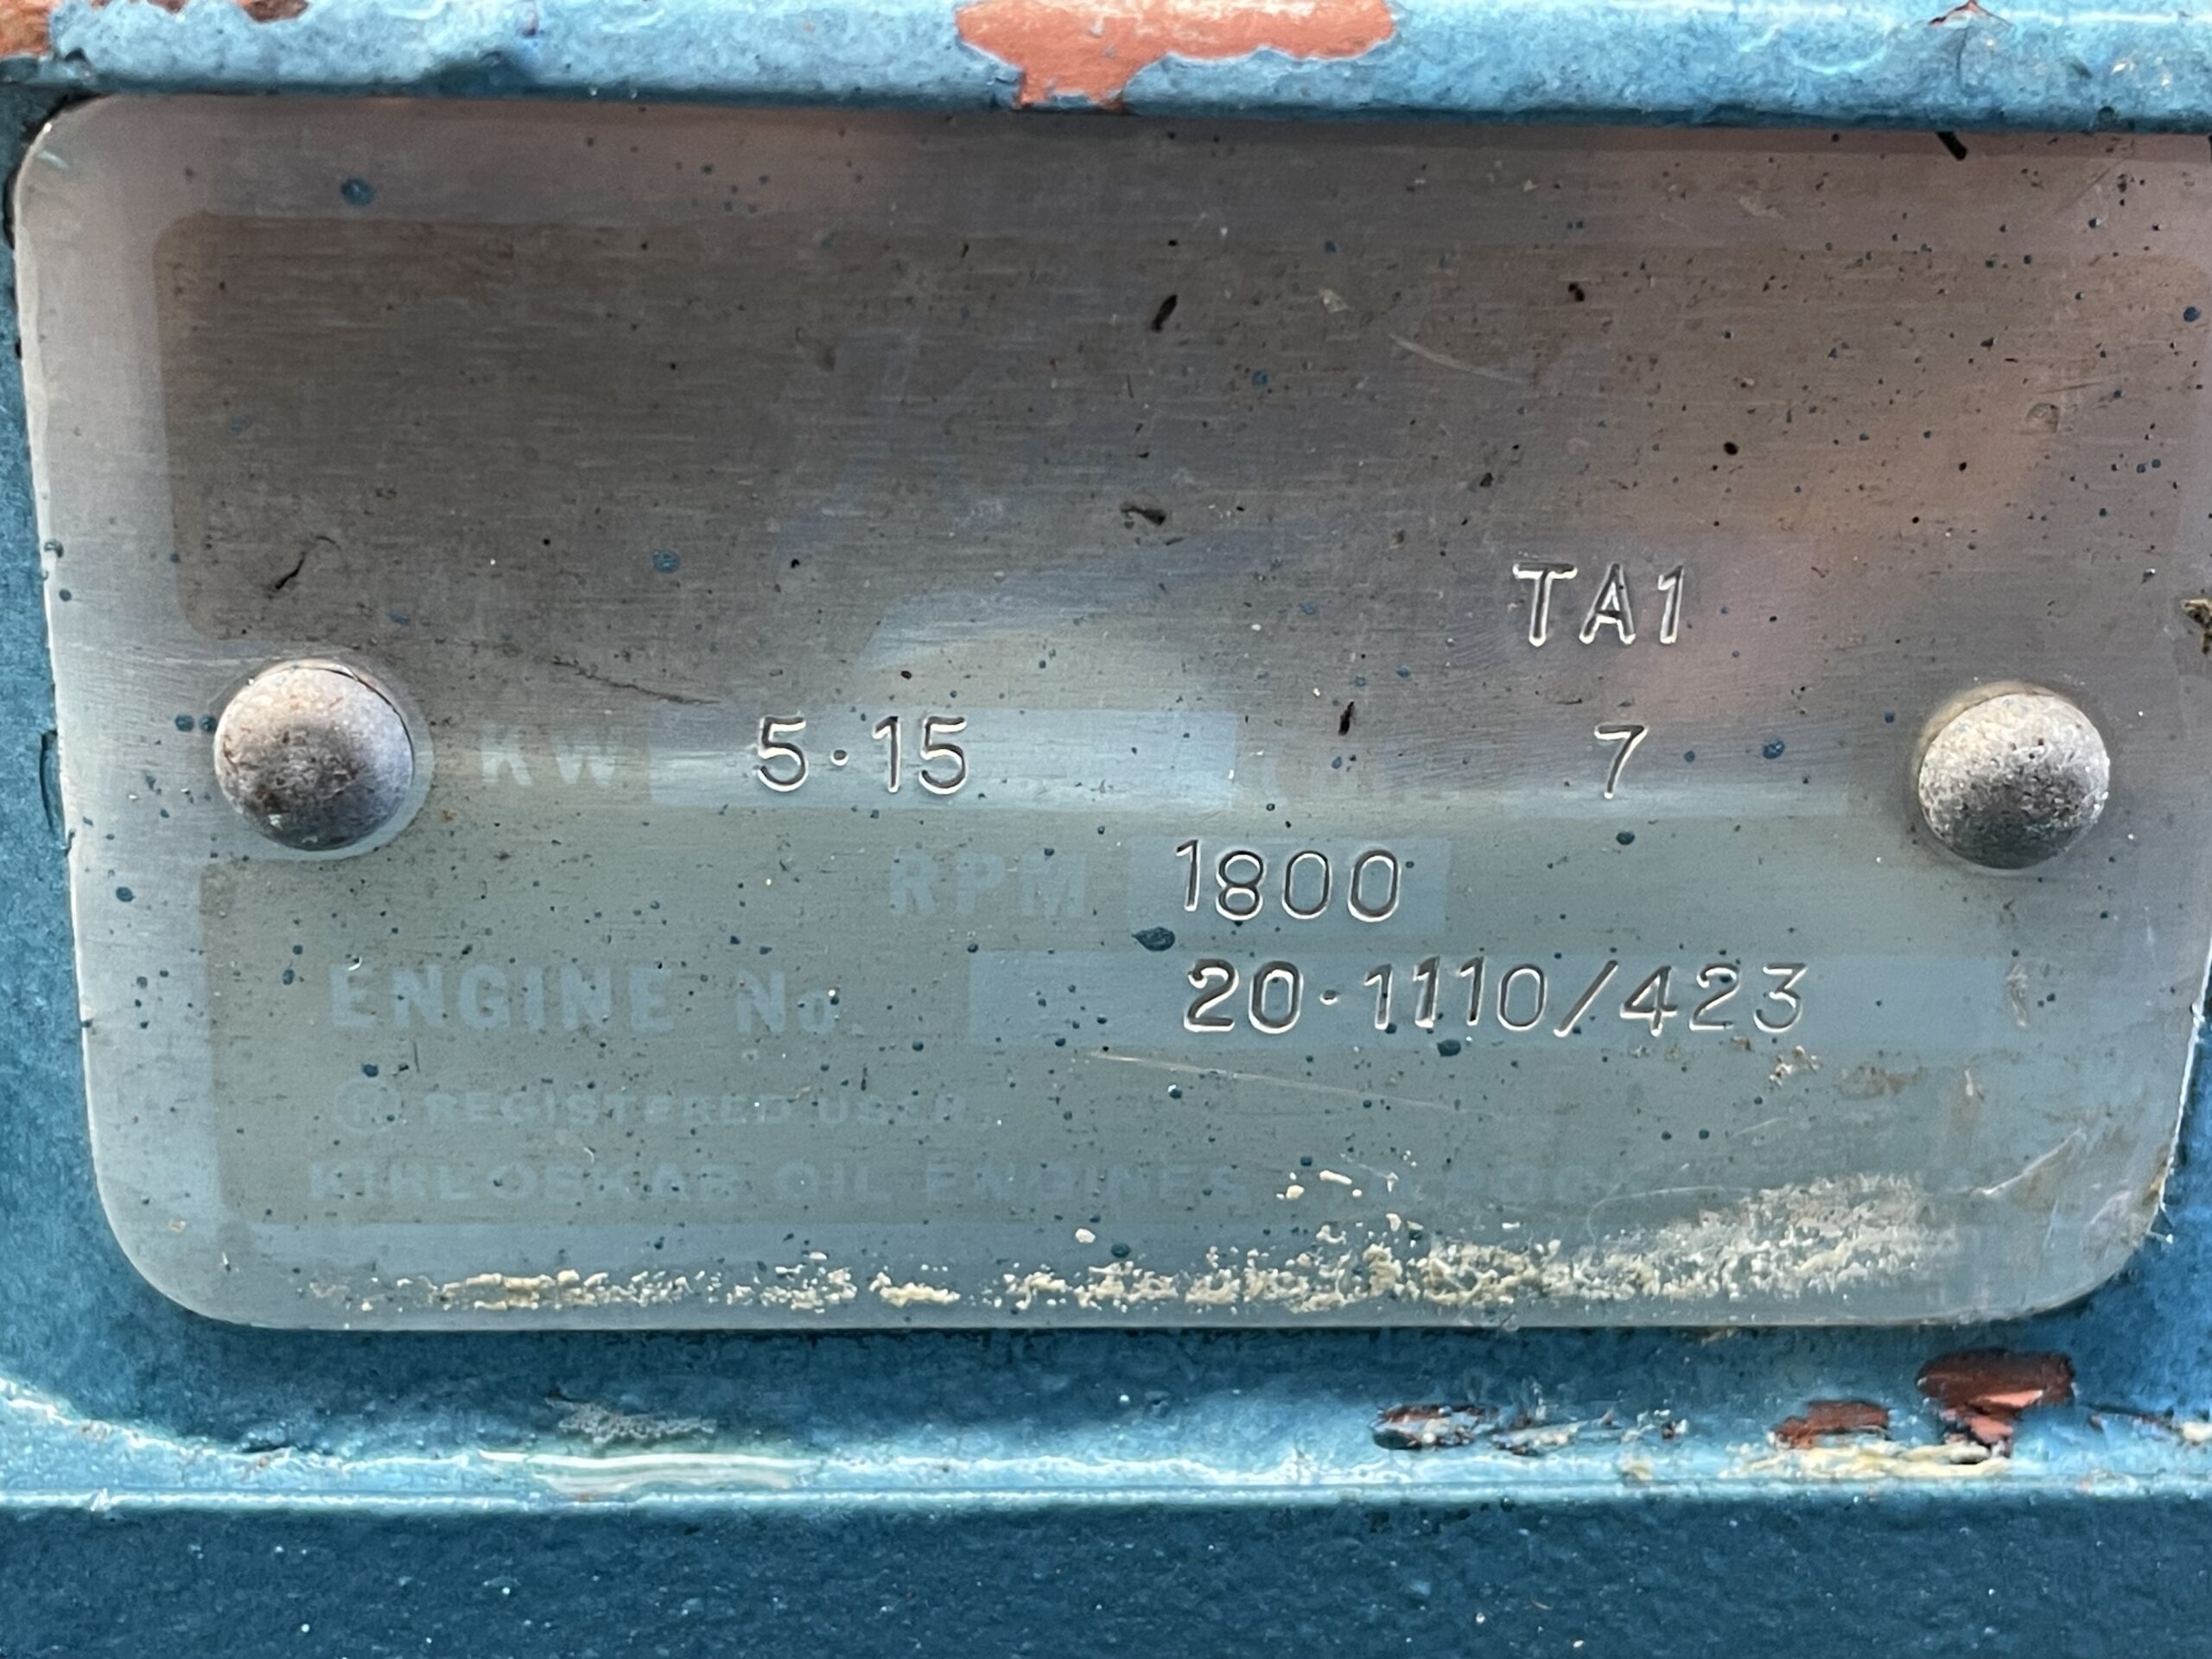 TA1
KW 5·15 7
RPM 1800
ENGINE No 20·1110/423
® REGISTERED USER
KIRLOSKAR OIL ENGINES